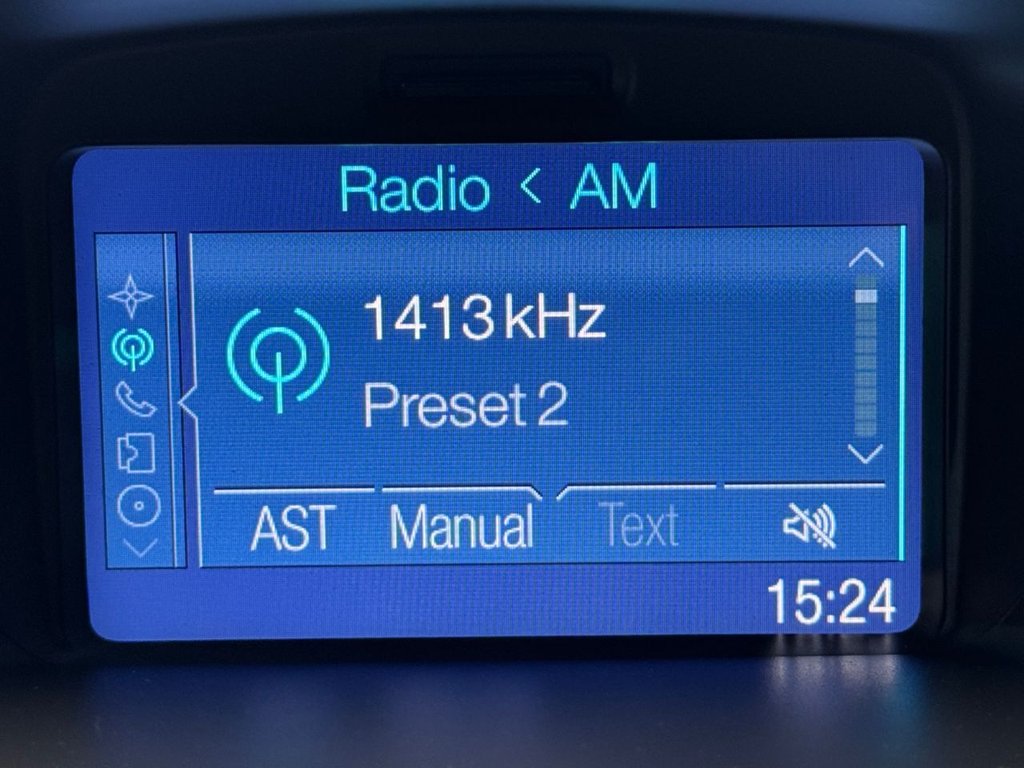 Radio < AM
1413 kHz
Preset 2
AST Manual Text
15:24